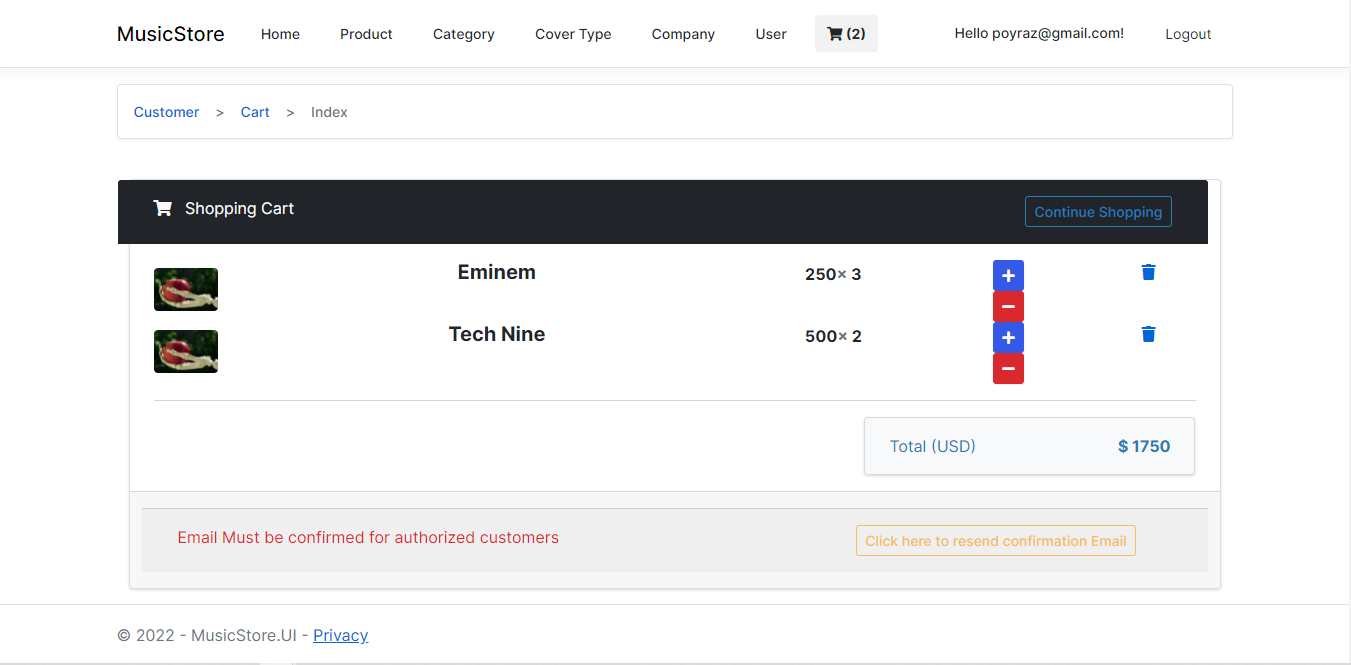 MusicStore Home Product Category Cover Type Company User (2) Hello poyraz@gmail.com! Logout
Customer > Cart > Index
Shopping Cart Continue Shopping
Eminem 250× 3
Tech Nine 500× 2
Total (USD) $ 1750
Email Must be confirmed for authorized customers Click here to resend confirmation Email
© 2022 - MusicStore.UI - Privacy